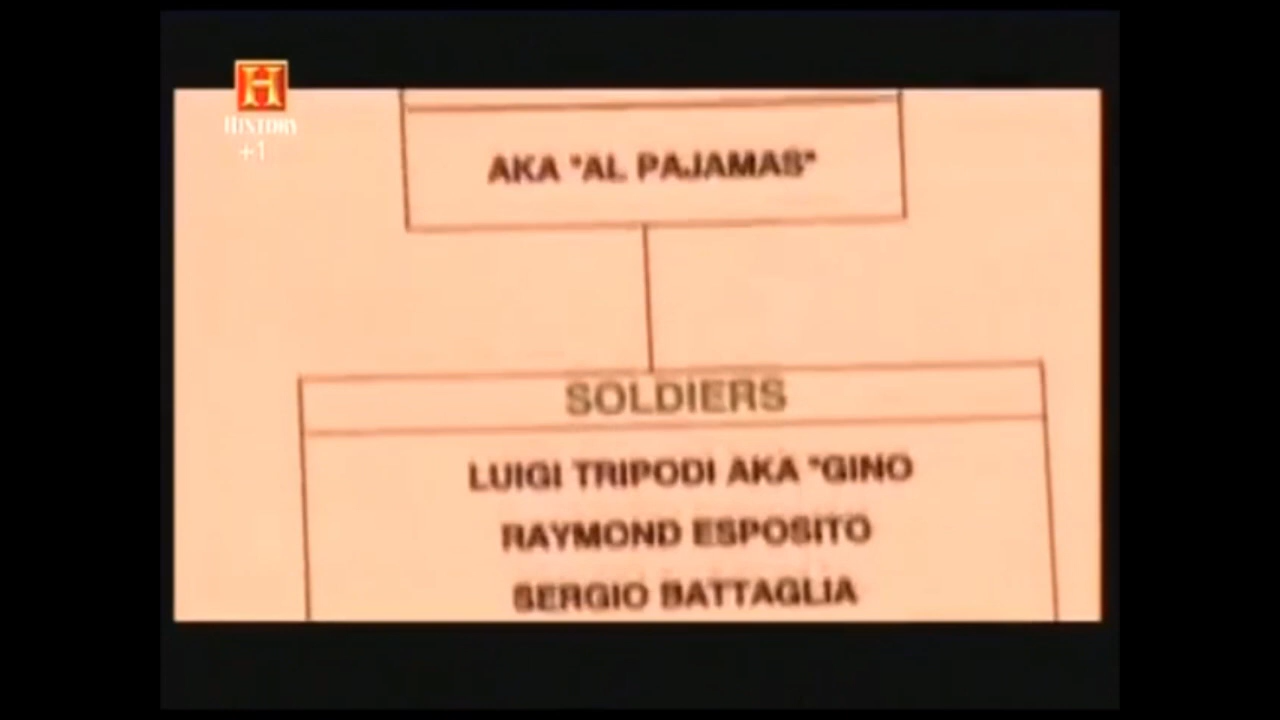 H
HISTORY
+1
AKA "AL PAJAMAS"
SOLDIERS
LUIGI TRIPODI AKA "GINO
RAYMOND ESPOSITO
SERGIO BATTAGLIA